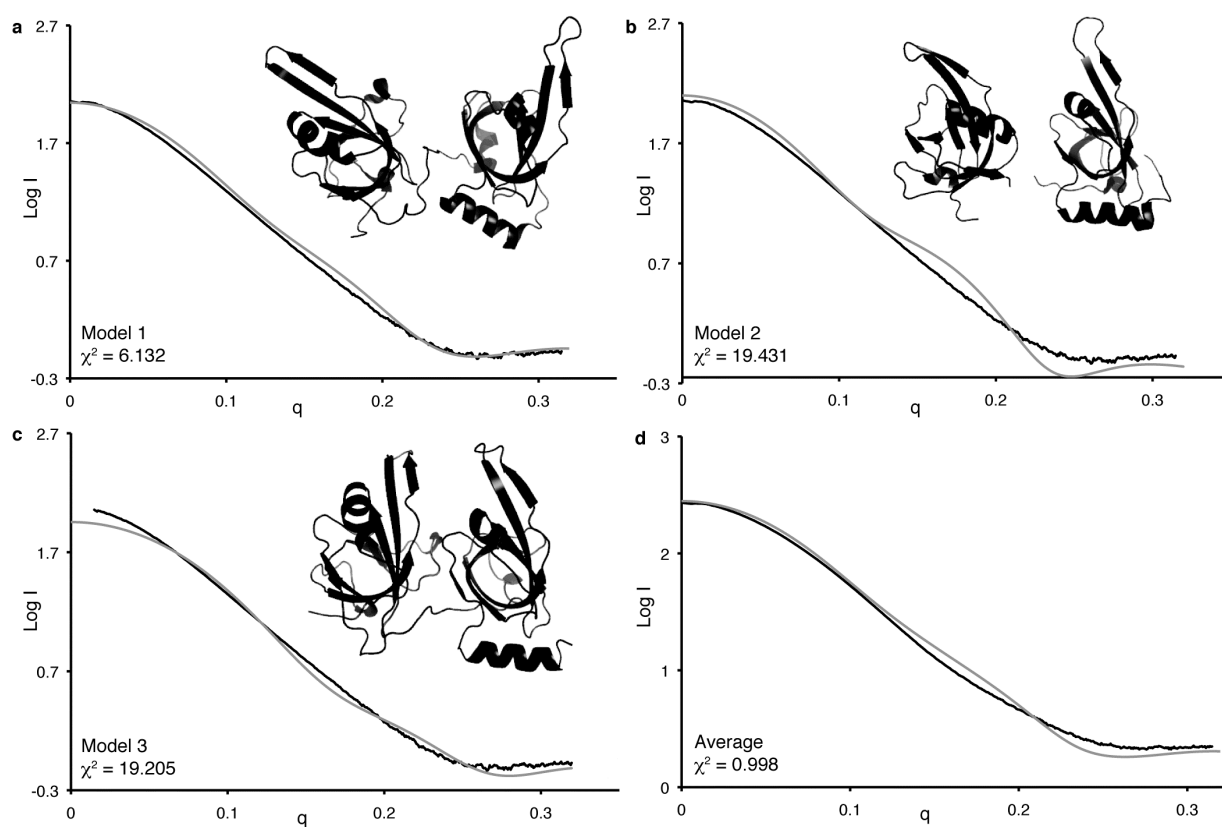 a
2.7
1.7
0.7
-0.3
Log I
Model 1
χ² = 6.132
0
0.1
0.2
0.3
q
b
2.7
1.7
0.7
-0.3
Log I
Model 2
χ² = 19.431
0
0.1
0.2
0.3
q
c
2.7
1.7
0.7
-0.3
Log I
Model 3
χ² = 19.205
0
0.1
0.2
0.3
q
d
3
2
1
0
Log I
Average
χ² = 0.998
0
0.1
0.2
0.3
q